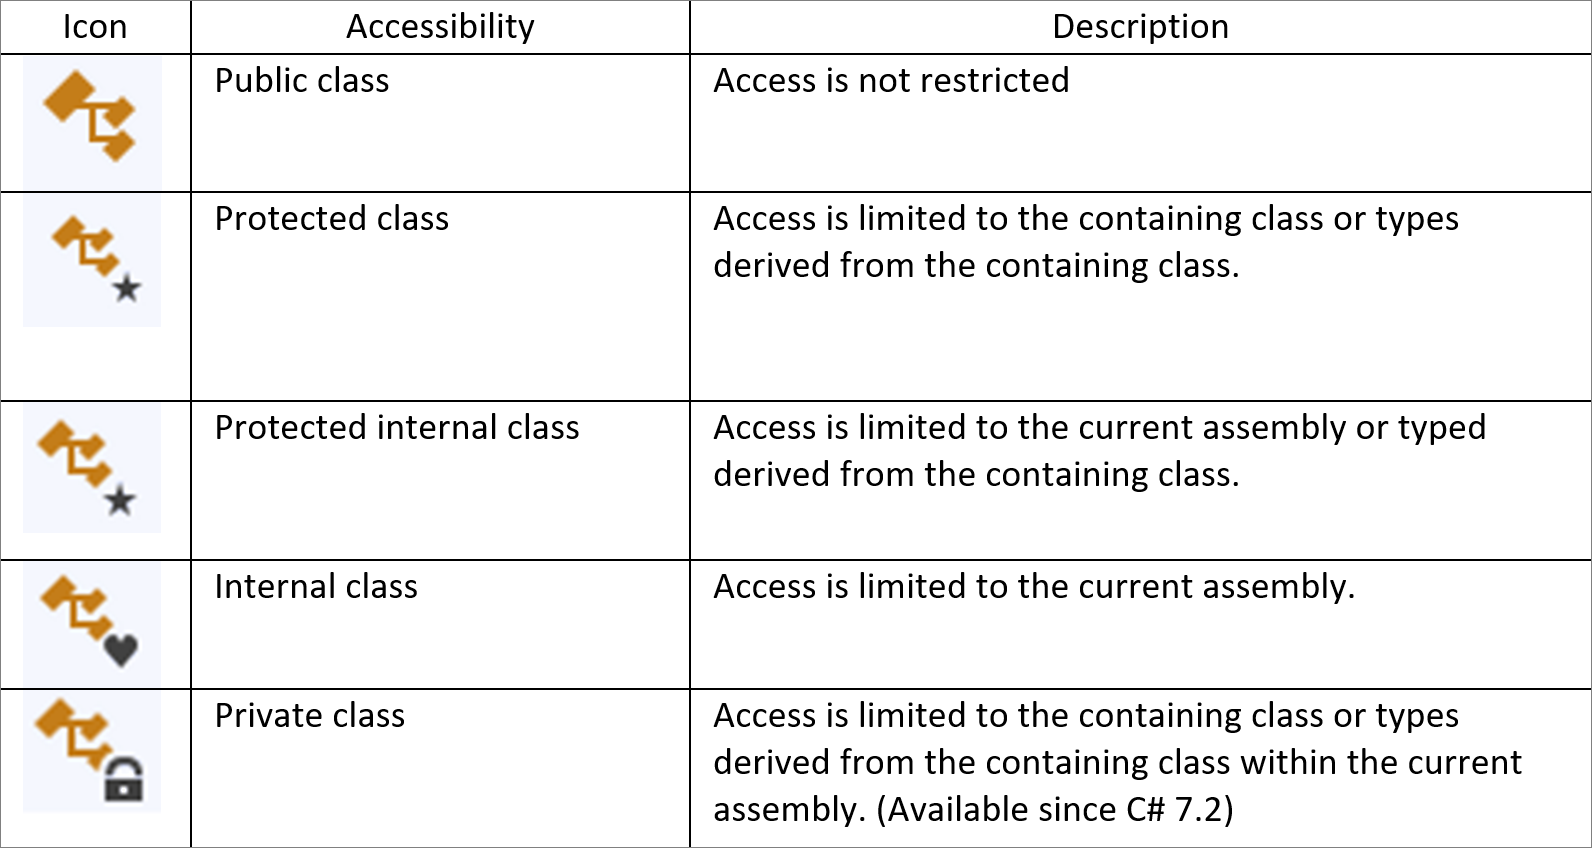 Icon Accessibility Description
Public class Access is not restricted
Protected class Access is limited to the containing class or types
derived from the containing class.
Protected internal class Access is limited to the current assembly or typed
derived from the containing class.
Internal class Access is limited to the current assembly.
Private class Access is limited to the containing class or types
derived from the containing class within the current
assembly. (Available since C# 7.2)